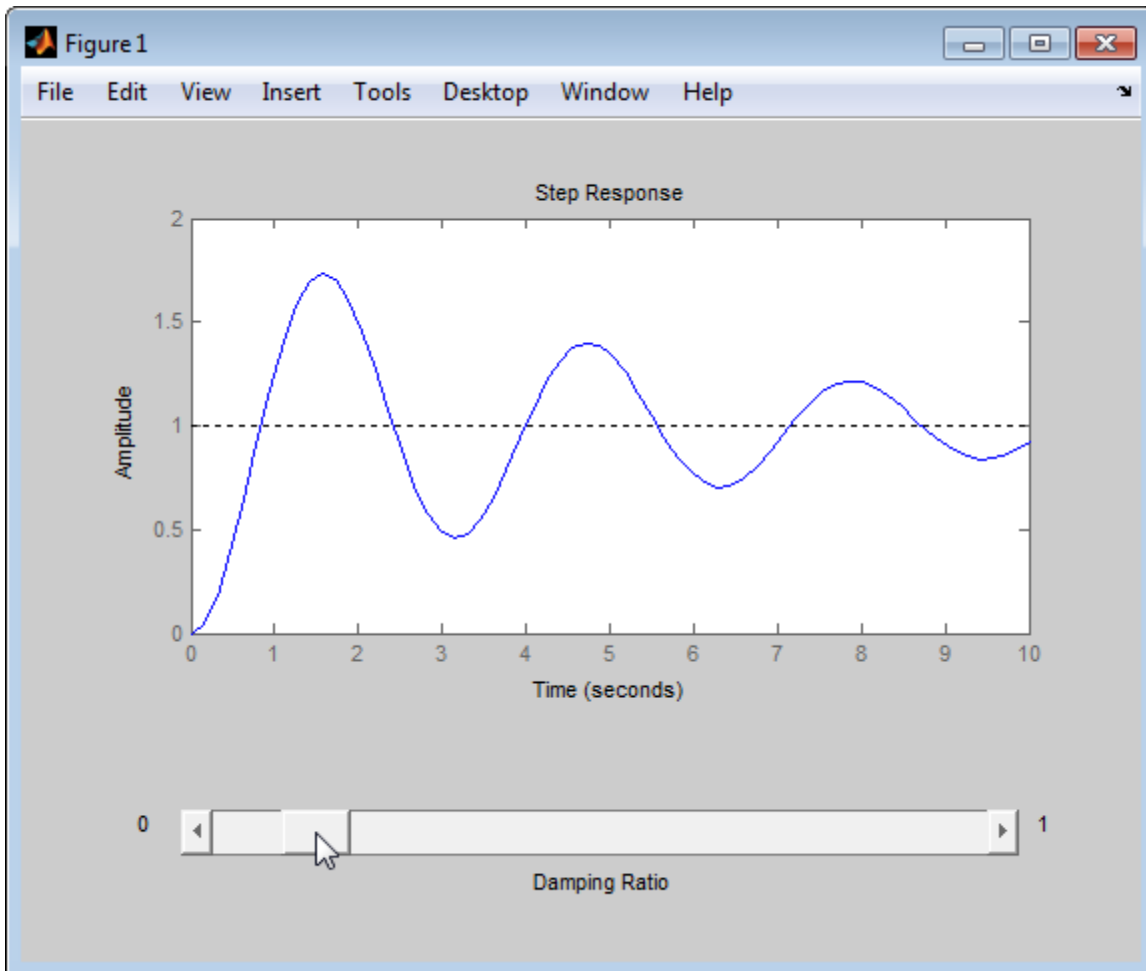 Figure 1
File Edit View Insert Tools Desktop Window Help
Step Response
2
1.5
1
0.5
0
Amplitude
0 1 2 3 4 5 6 7 8 9 10
Time (seconds)
0 1
Damping Ratio